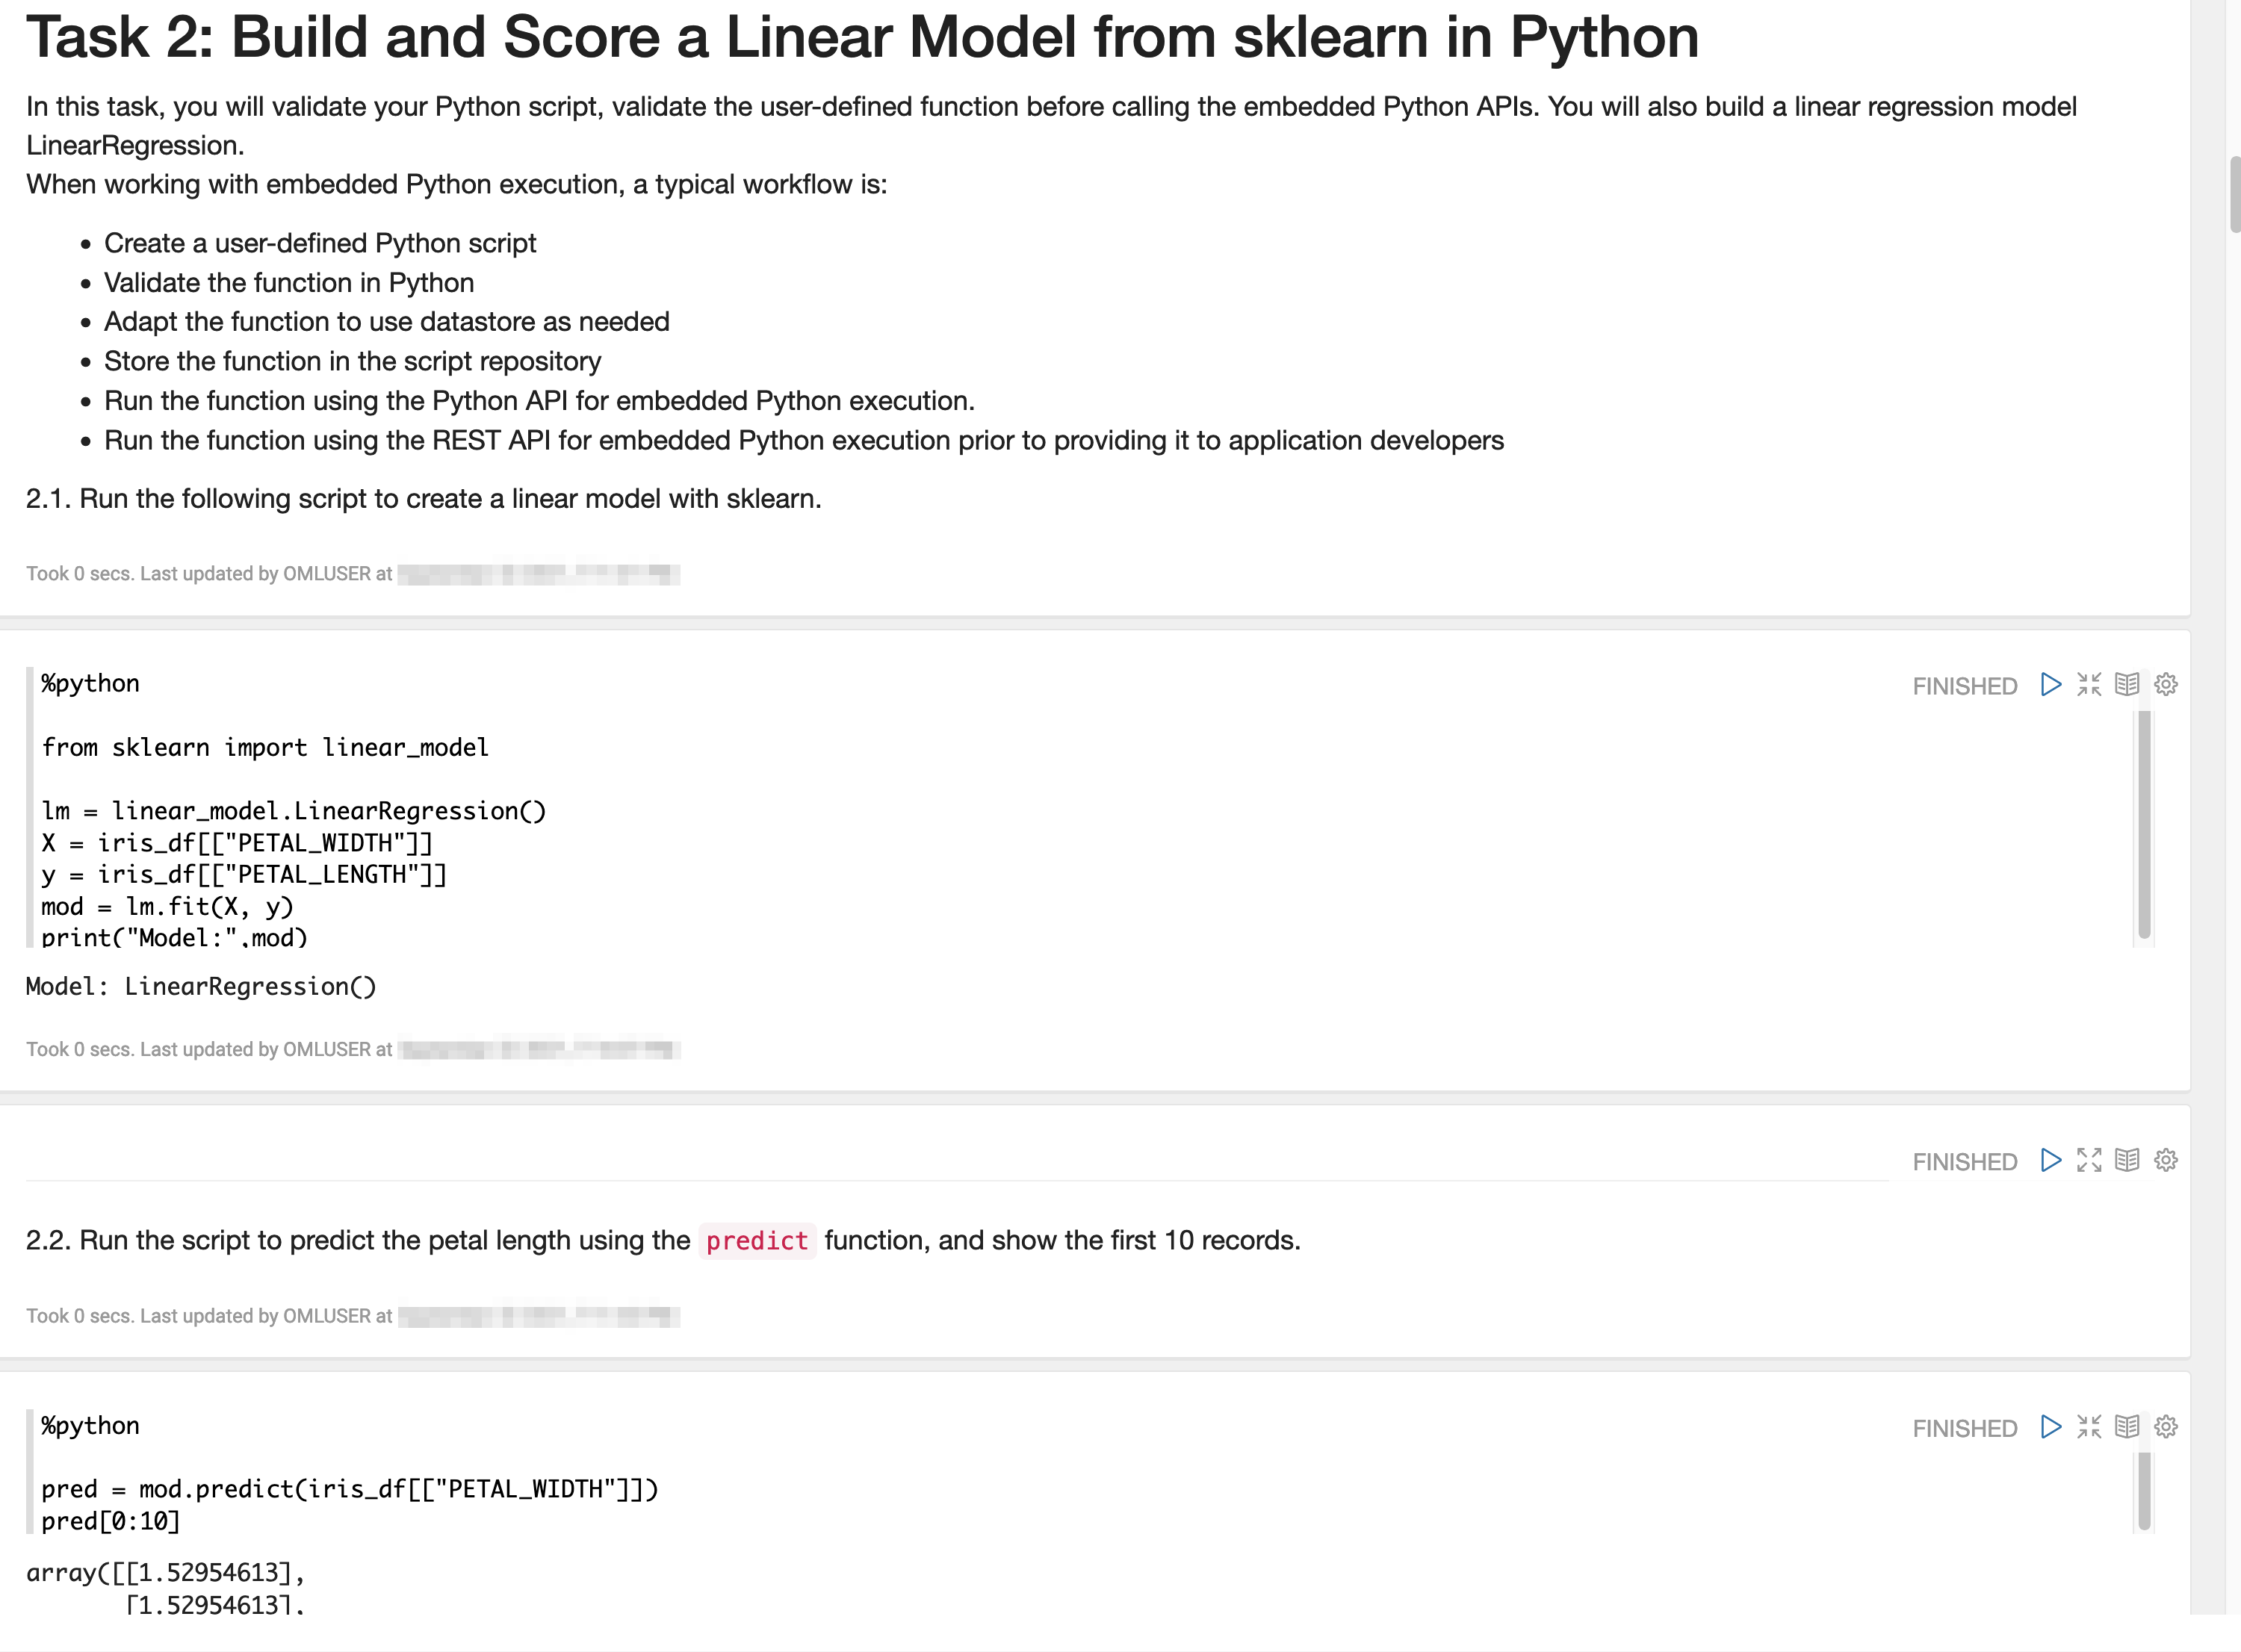 Task 2: Build and Score a Linear Model from sklearn in Python
In this task, you will validate your Python script, validate the user-defined function before calling the embedded Python APIs. You will also build a linear regression model
LinearRegression.
When working with embedded Python execution, a typical workflow is:
• Create a user-defined Python script
• Validate the function in Python
• Adapt the function to use datastore as needed
• Store the function in the script repository
• Run the function using the Python API for embedded Python execution.
• Run the function using the REST API for embedded Python execution prior to providing it to application developers
2.1. Run the following script to create a linear model with sklearn.
Took 0 secs. Last updated by OMLUSER at
%python
FINISHED
from sklearn import linear_model
lm = linear_model.LinearRegression()
X = iris_df[["PETAL_WIDTH"]]
y = iris_df[["PETAL_LENGTH"]]
mod = lm.fit(X, y)
print("Model:",mod)
Model: LinearRegression()
Took 0 secs. Last updated by OMLUSER at
FINISHED
2.2. Run the script to predict the petal length using the predict function, and show the first 10 records.
Took 0 secs. Last updated by OMLUSER at
%python
FINISHED
pred = mod.predict(iris_df[["PETAL_WIDTH"]])
pred[0:10]
array([[1.52954613],
[1.52954613],